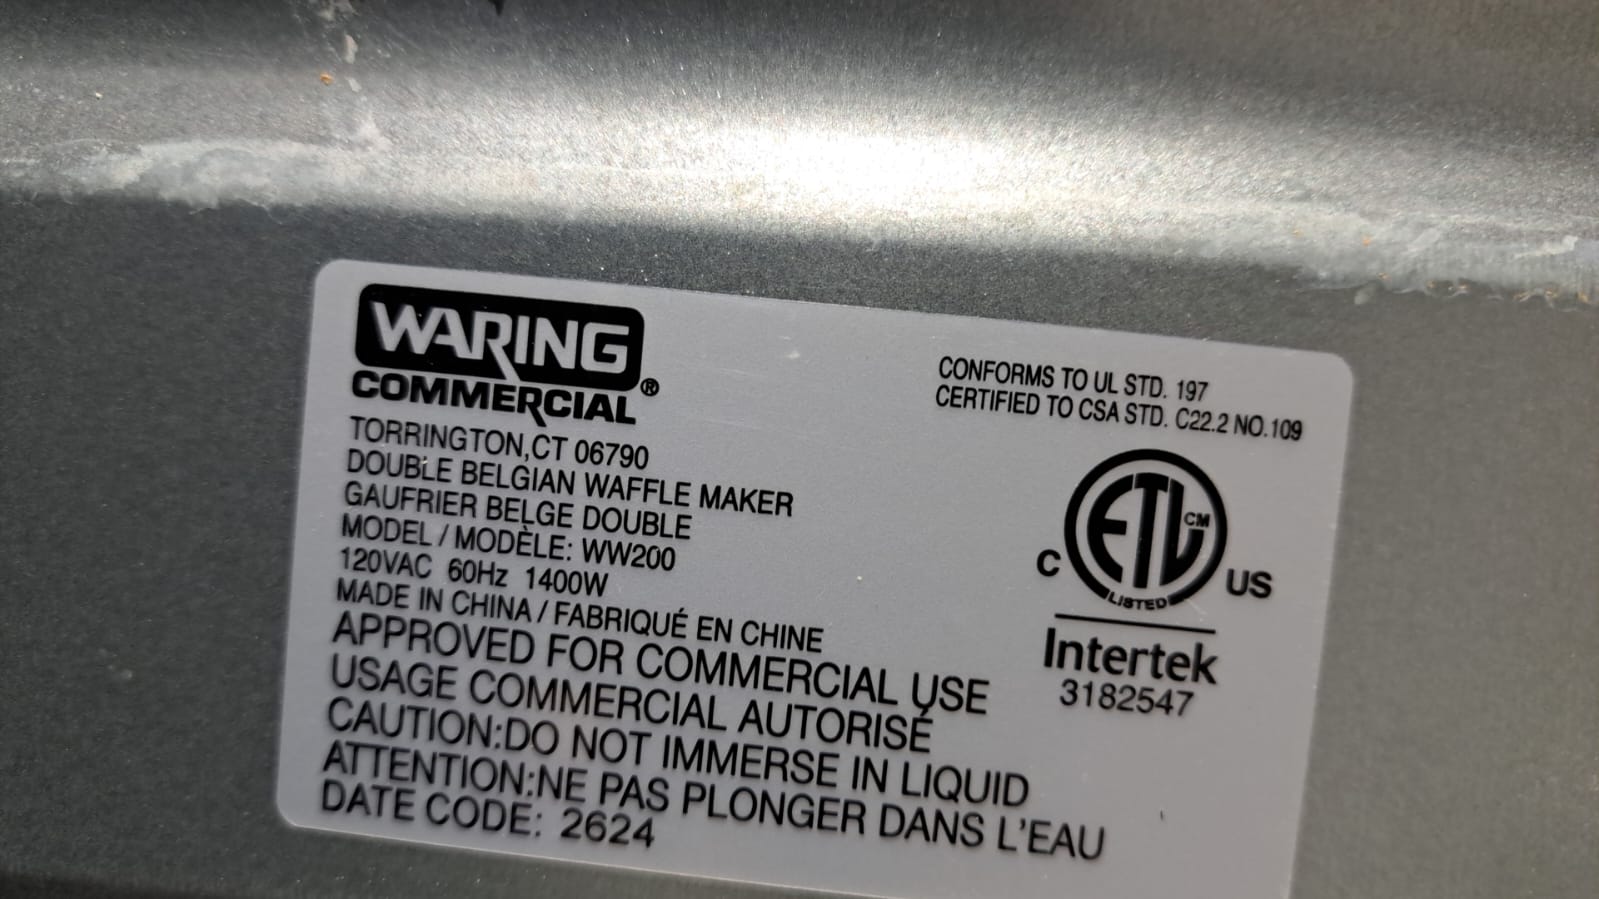 WARING
COMMERCIAL®
TORRINGTON,CT 06790
DOUBLE BELGIAN WAFFLE MAKER
GAUFRIER BELGE DOUBLE
MODEL / MODÈLE: WW200
120VAC 60Hz 1400W
MADE IN CHINA / FABRIQUÉ EN CHINE
APPROVED FOR COMMERCIAL USE
USAGE COMMERCIAL AUTORISÉ
CAUTION:DO NOT IMMERSE IN LIQUID
ATTENTION:NE PAS PLONGER DANS L'EAU
DATE CODE: 2624
CONFORMS TO UL STD. 197
CERTIFIED TO CSA STD. C22.2 NO.109
ETL CM
C US
LISTED
Intertek
3182547